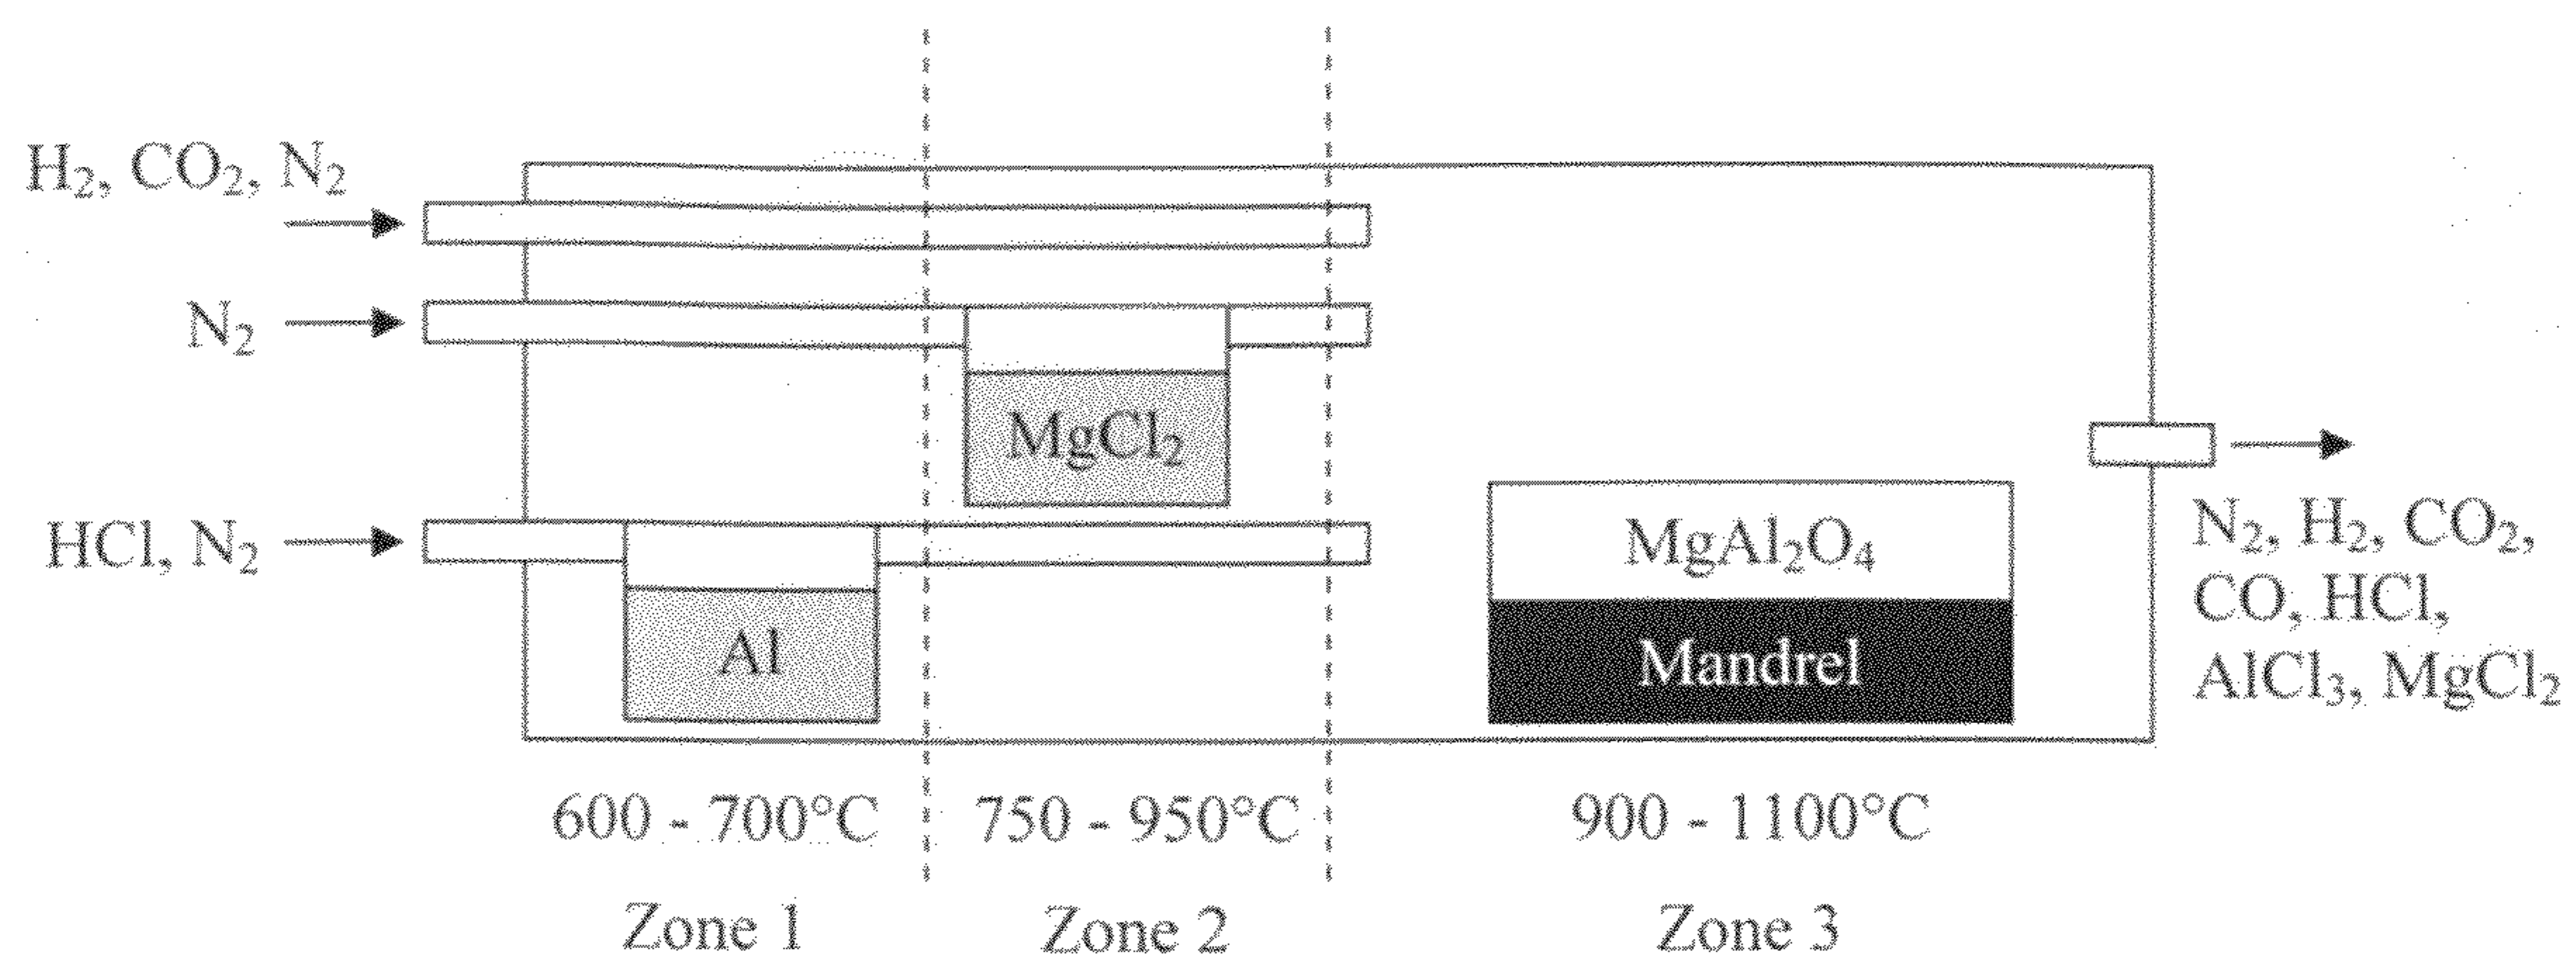 H₂, CO₂, N₂
N₂
HCl, N₂
MgCl₂
Al
MgAl₂O₄
Mandrel
N₂, H₂, CO₂,
CO, HCl,
AlCl₃, MgCl₂
600 - 700°C
750 - 950°C
900 - 1100°C
Zone 1
Zone 2
Zone 3